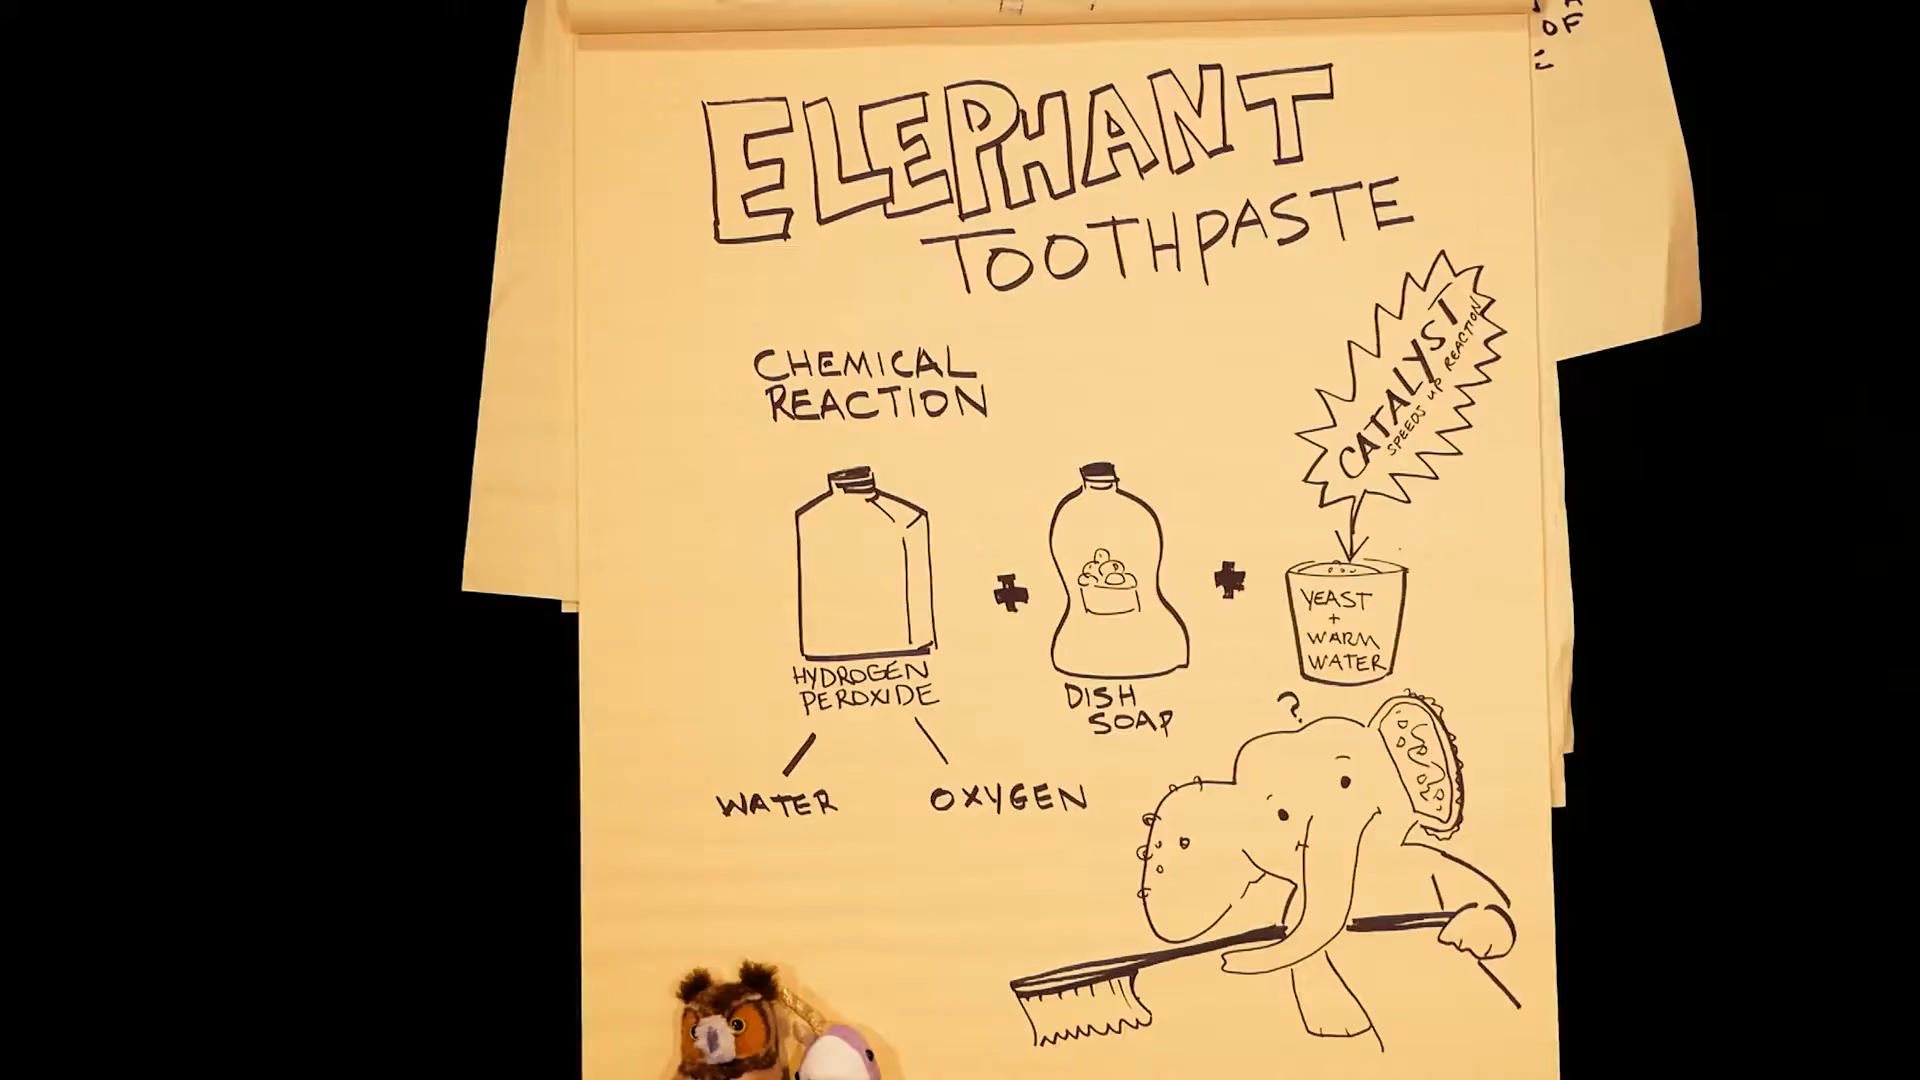 ELEPHANT
TOOTHPASTE
CHEMICAL
REACTION
CATALYST
SPEEDS UP REACTION
HYDROGEN
PEROXIDE
+
DISH
SOAP
+
YEAST
+
WARM
WATER
WATER
OXYGEN
?